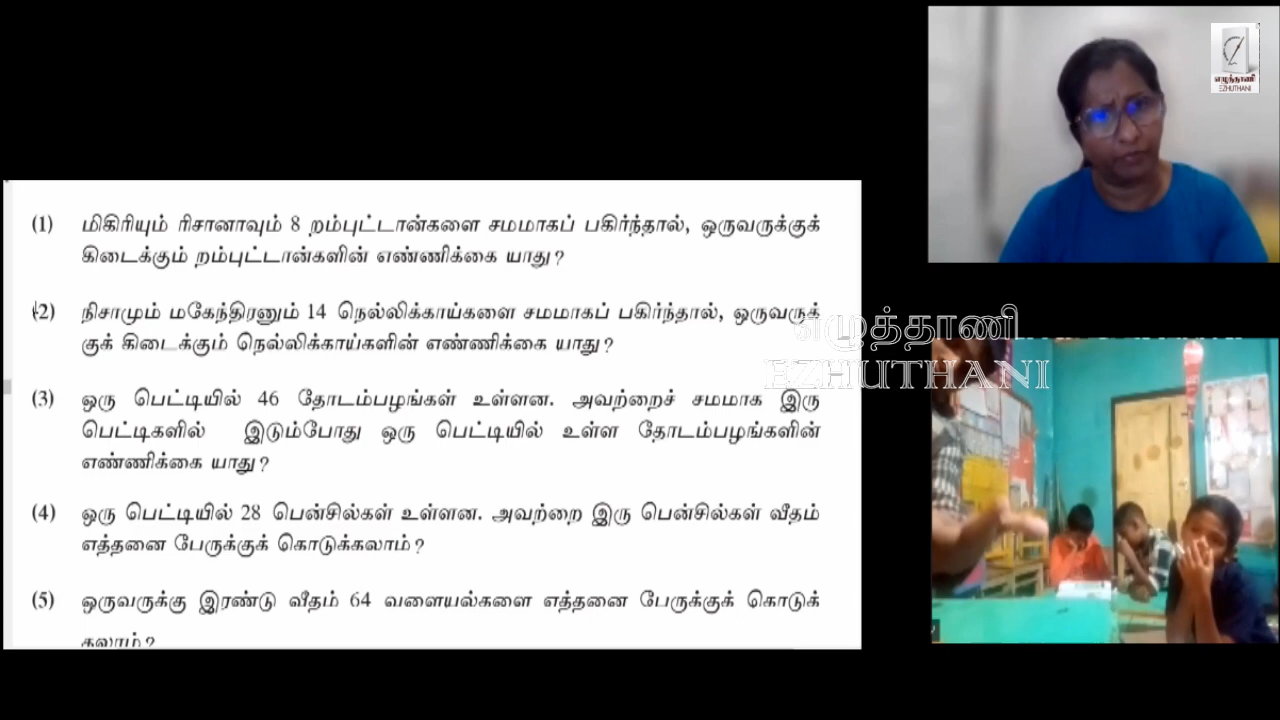 (1) மிகிரியும் ரிசானாவும் 8 றம்புட்டான்களை சமமாகப் பகிர்ந்தால், ஒருவருக்குக்
கிடைக்கும் றம்புட்டான்களின் எண்ணிக்கை யாது?
(2) நிசாமும் மகேந்திரனும் 14 நெல்லிக்காய்களை சமமாகப் பகிர்ந்தால், ஒருவருக்
குக் கிடைக்கும் நெல்லிக்காய்களின் எண்ணிக்கை யாது?
(3) ஒரு பெட்டியில் 46 தோடம்பழங்கள் உள்ளன. அவற்றைச் சமமாக இரு
பெட்டிகளில் இடும்போது ஒரு பெட்டியில் உள்ள தோடம்பழங்களின்
எண்ணிக்கை யாது?
(4) ஒரு பெட்டியில் 28 பென்சில்கள் உள்ளன. அவற்றை இரு பென்சில்கள் வீதம்
எத்தனை பேருக்குக் கொடுக்கலாம்?
(5) ஒருவருக்கு இரண்டு வீதம் 64 வளையல்களை எத்தனை பேருக்குக் கொடுக்
கலாம்?
எழுத்தாணி
EZHUTHANI
எழுத்தாணி
EZHUTHANI